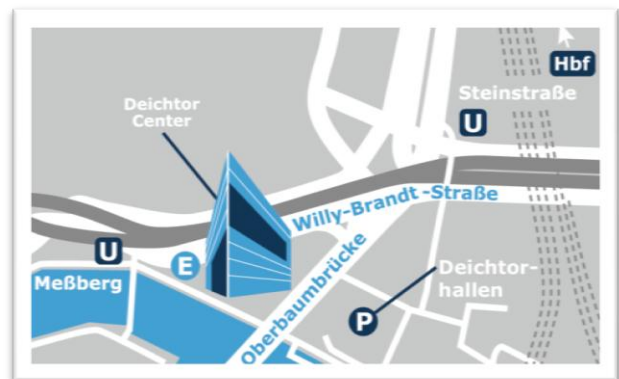 Hbf
Steinstraße
U
Deichtor
Center
Willy-Brandt-Straße
U
E
Meßberg
Deichtor-
hallen
P
Oberbaumbrücke